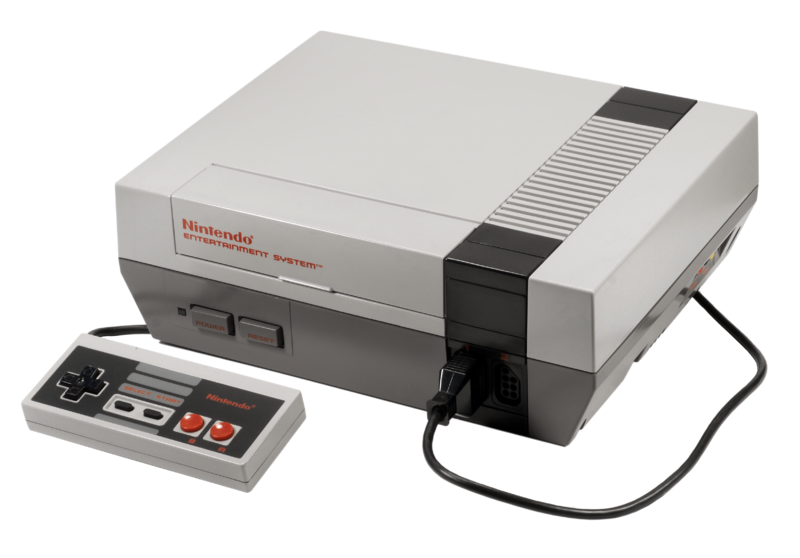 Nintendo®
ENTERTAINMENT SYSTEM™
POWER
RESET
SELECT START
Nintendo®
B
A